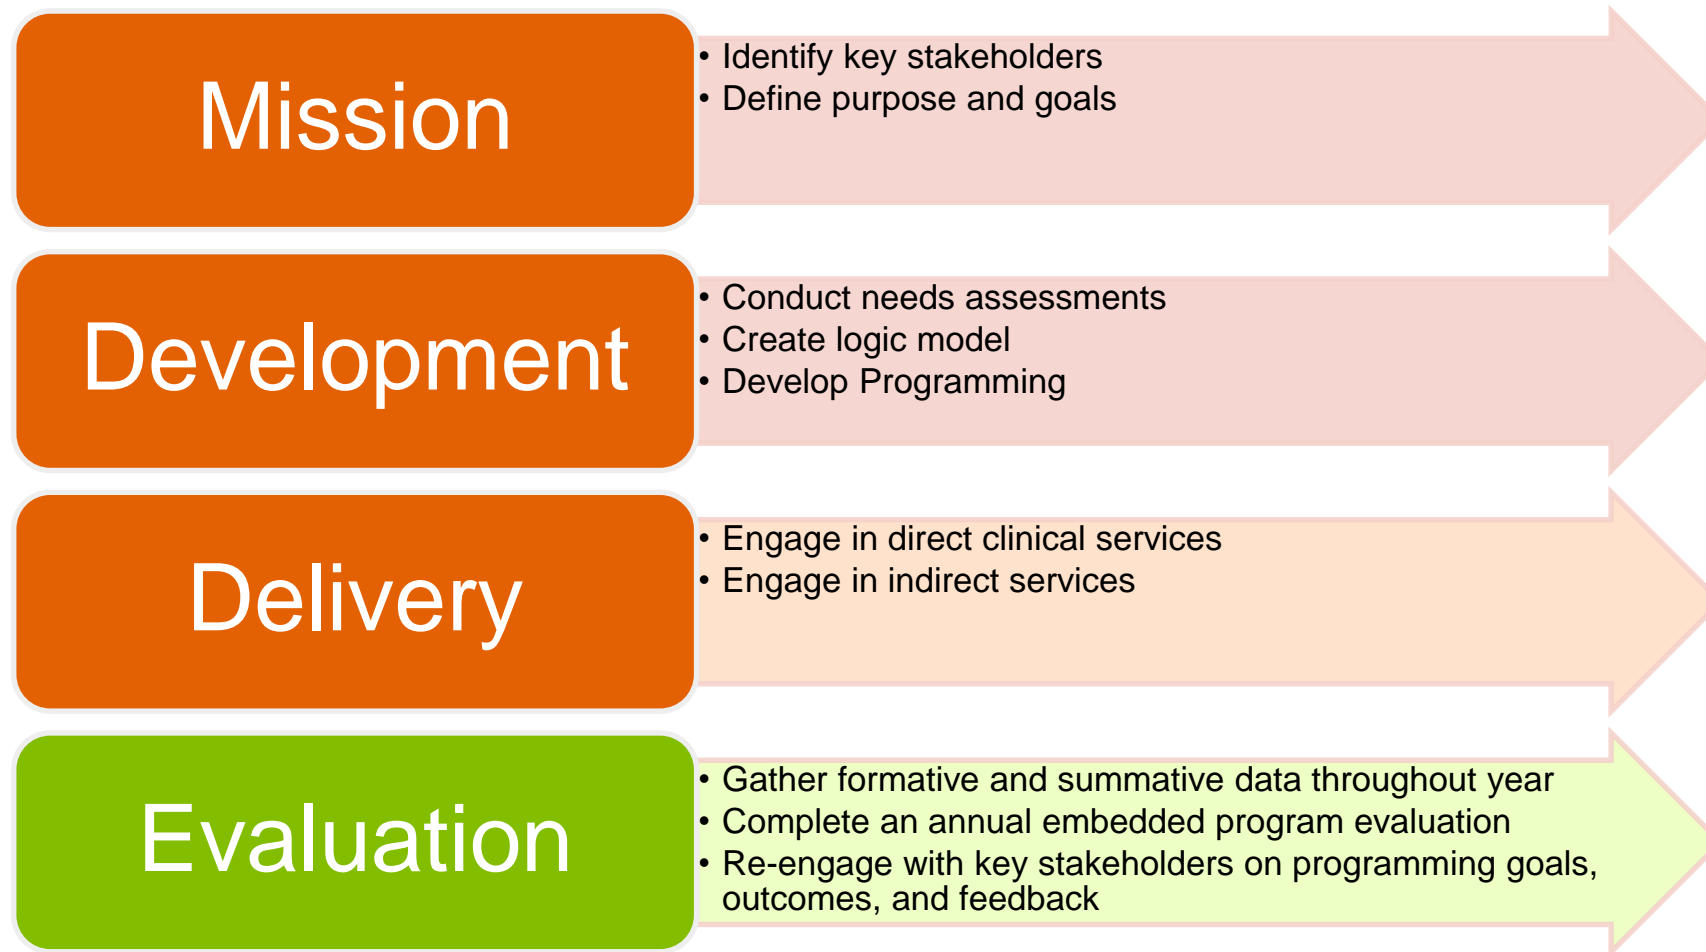 Mission
• Identify key stakeholders
• Define purpose and goals
Development
• Conduct needs assessments
• Create logic model
• Develop Programming
Delivery
• Engage in direct clinical services
• Engage in indirect services
Evaluation
• Gather formative and summative data throughout year
• Complete an annual embedded program evaluation
• Re-engage with key stakeholders on programming goals,
outcomes, and feedback